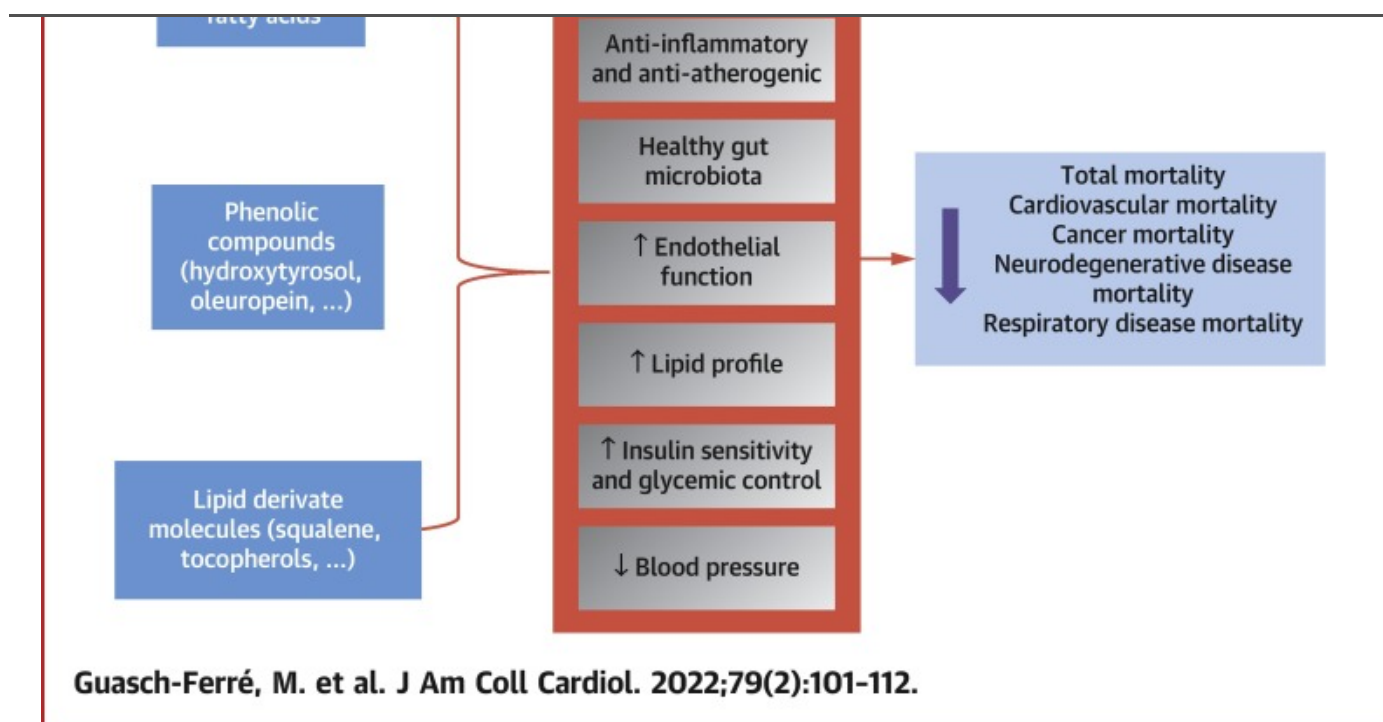 fatty acids
Phenolic
compounds
(hydroxytyrosol,
oleuropein, ...)
Lipid derivate
molecules (squalene,
tocopherols, ...)
Anti-inflammatory
and anti-atherogenic
Healthy gut
microbiota
↑ Endothelial
function
↑ Lipid profile
↑ Insulin sensitivity
and glycemic control
↓ Blood pressure
Total mortality
Cardiovascular mortality
Cancer mortality
Neurodegenerative disease
mortality
Respiratory disease mortality
Guasch-Ferré, M. et al. J Am Coll Cardiol. 2022;79(2):101–112.